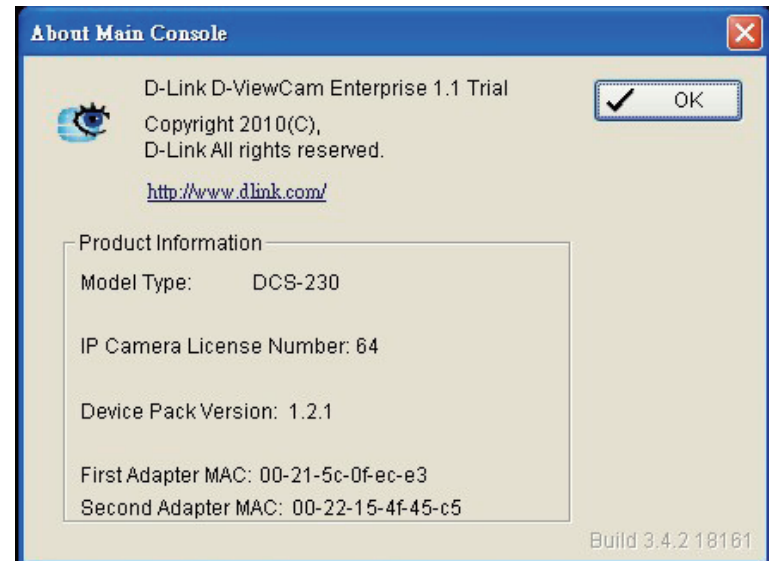 About Main Console
D-Link D-ViewCam Enterprise 1.1 Trial
OK
Copyright 2010(C),
D-Link All rights reserved.
http://www.dlink.com/
Product Information
Model Type: DCS-230
IP Camera License Number: 64
Device Pack Version: 1.2.1
First Adapter MAC: 00-21-5c-0f-ec-e3
Second Adapter MAC: 00-22-15-4f-45-c5
Build 3.4.2 18161